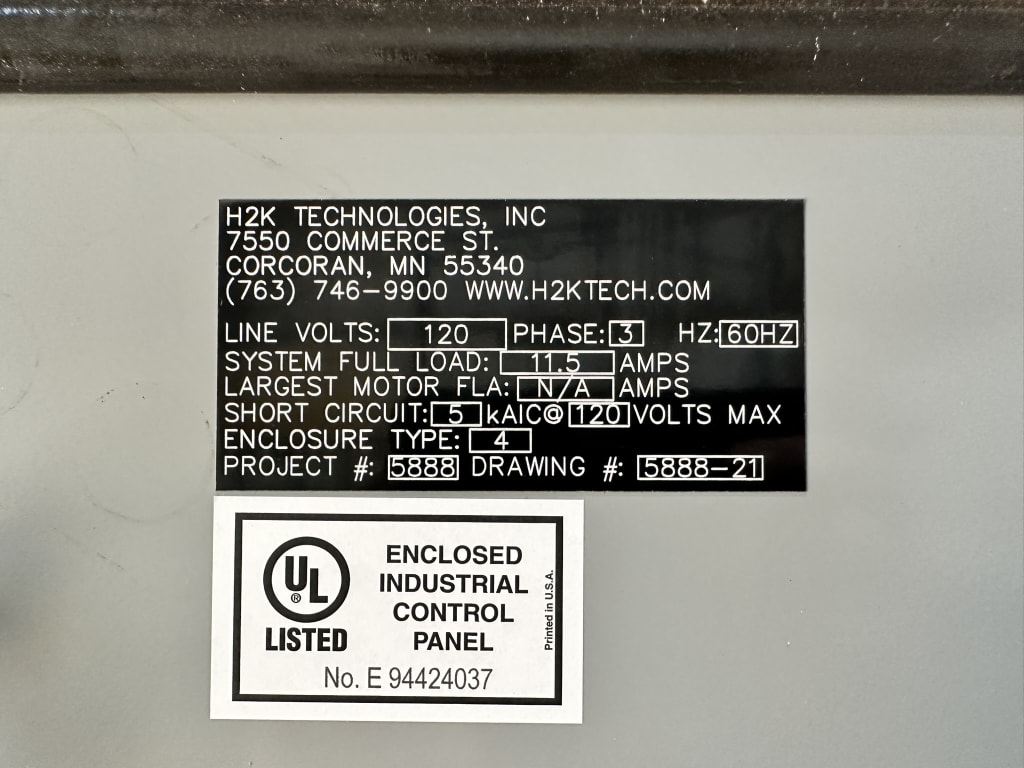 H2K TECHNOLOGIES, INC
7550 COMMERCE ST.
CORCORAN, MN 55340
(763) 746-9900 WWW.H2KTECH.COM
LINE VOLTS: 120 PHASE: 3 HZ: 60HZ
SYSTEM FULL LOAD: 11.5 AMPS
LARGEST MOTOR FLA: N/A AMPS
SHORT CIRCUIT: 5 kAIC@ 120 VOLTS MAX
ENCLOSURE TYPE: 4
PROJECT #: 5888 DRAWING #: 5888-21
UL ®
LISTED
ENCLOSED
INDUSTRIAL
CONTROL
PANEL
Printed in U.S.A.
No. E 94424037